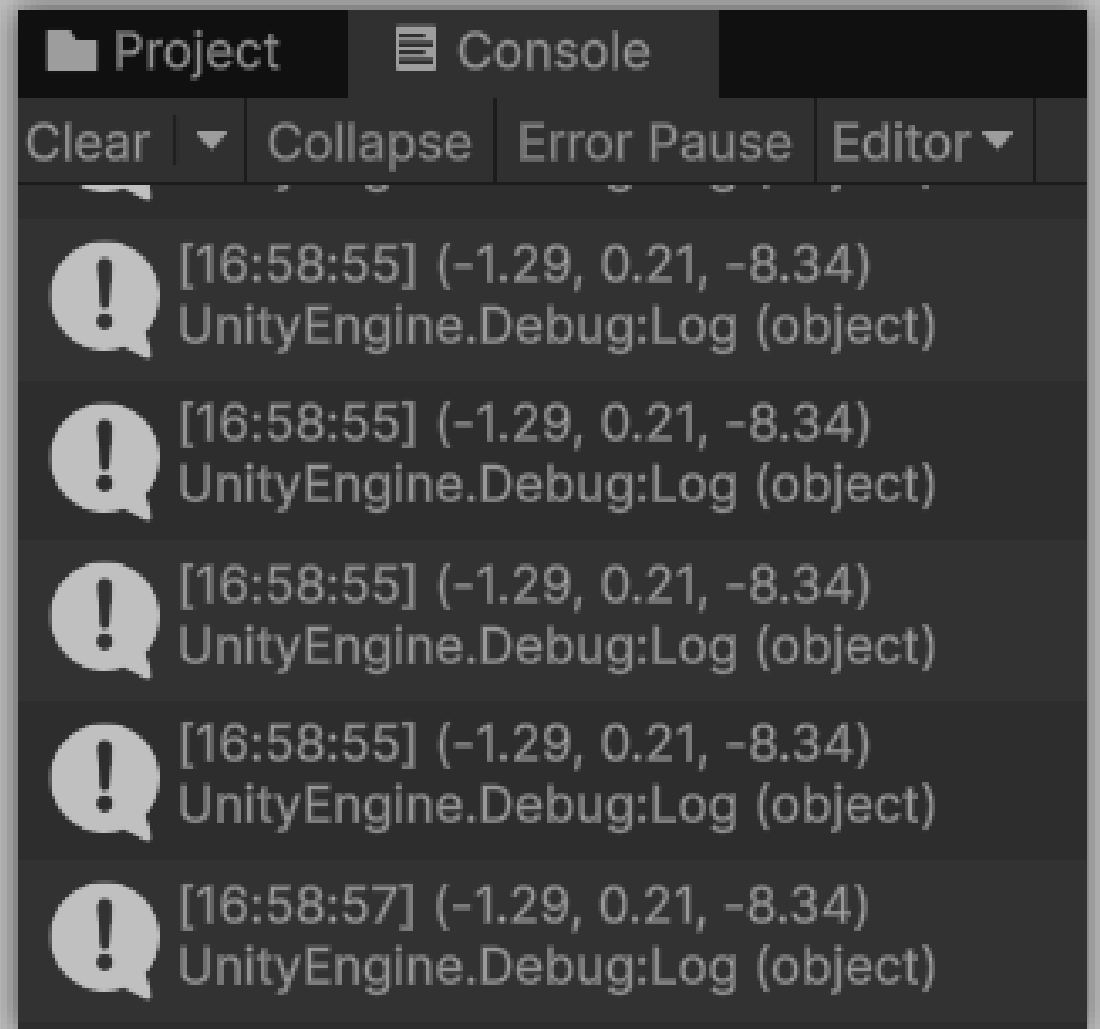 Project Console
Clear Collapse Error Pause Editor
[16:58:55] (-1.29, 0.21, -8.34)
UnityEngine.Debug:Log (object)
[16:58:55] (-1.29, 0.21, -8.34)
UnityEngine.Debug:Log (object)
[16:58:55] (-1.29, 0.21, -8.34)
UnityEngine.Debug:Log (object)
[16:58:55] (-1.29, 0.21, -8.34)
UnityEngine.Debug:Log (object)
[16:58:57] (-1.29, 0.21, -8.34)
UnityEngine.Debug:Log (object)